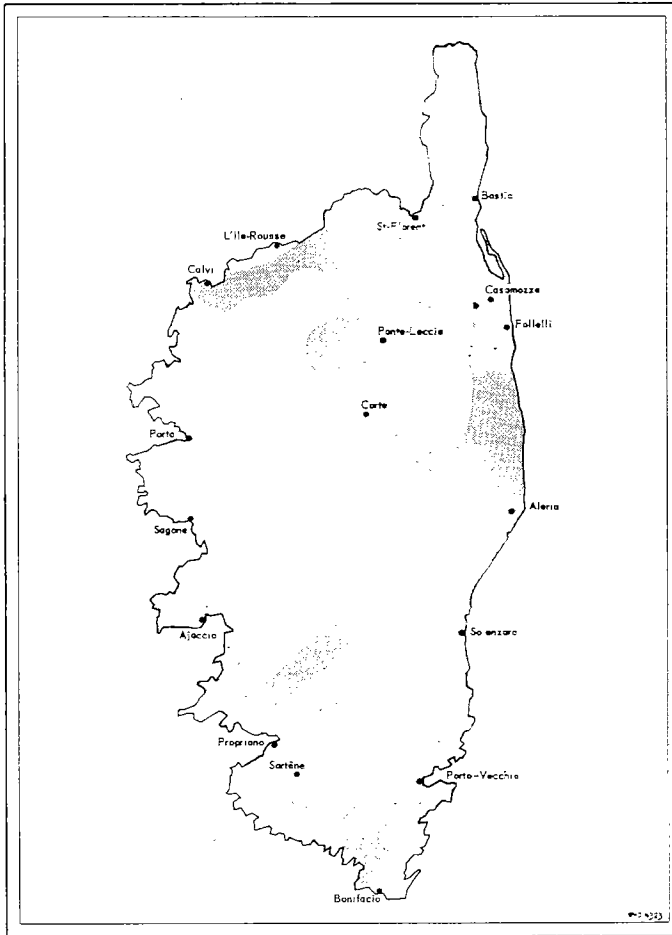 Bastia
St-Florent
L'Ile-Rousse
Calvi
Casamozza
Folelli
Ponte-Leccia
Corte
Porto
Aleria
Sagone
Ajaccio
Solenzara
Propriano
Sartène
Porto-Vecchio
Bonifacio